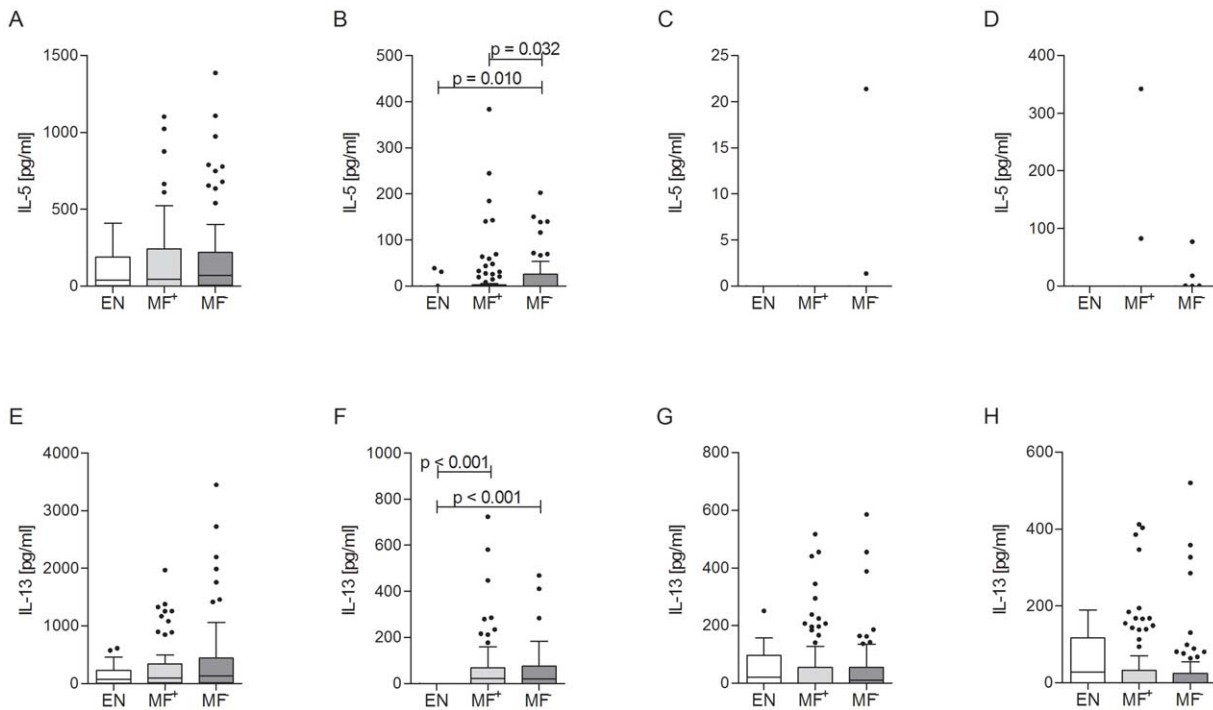 A
IL-5 [pg/ml]
1500
1000
500
0
EN MF⁺ MF⁻
B
IL-5 [pg/ml]
500
400
300
200
100
0
p = 0.032
p = 0.010
EN MF⁺ MF⁻
C
IL-5 [pg/ml]
25
20
15
10
5
0
EN MF⁺ MF⁻
D
IL-5 [pg/ml]
400
300
200
100
0
EN MF⁺ MF⁻
E
IL-13 [pg/ml]
4000
3000
2000
1000
0
EN MF⁺ MF⁻
F
IL-13 [pg/ml]
1000
800
600
400
200
0
p < 0.001
p < 0.001
EN MF⁺ MF⁻
G
IL-13 [pg/ml]
800
600
400
200
0
EN MF⁺ MF⁻
H
IL-13 [pg/ml]
600
400
200
0
EN MF⁺ MF⁻